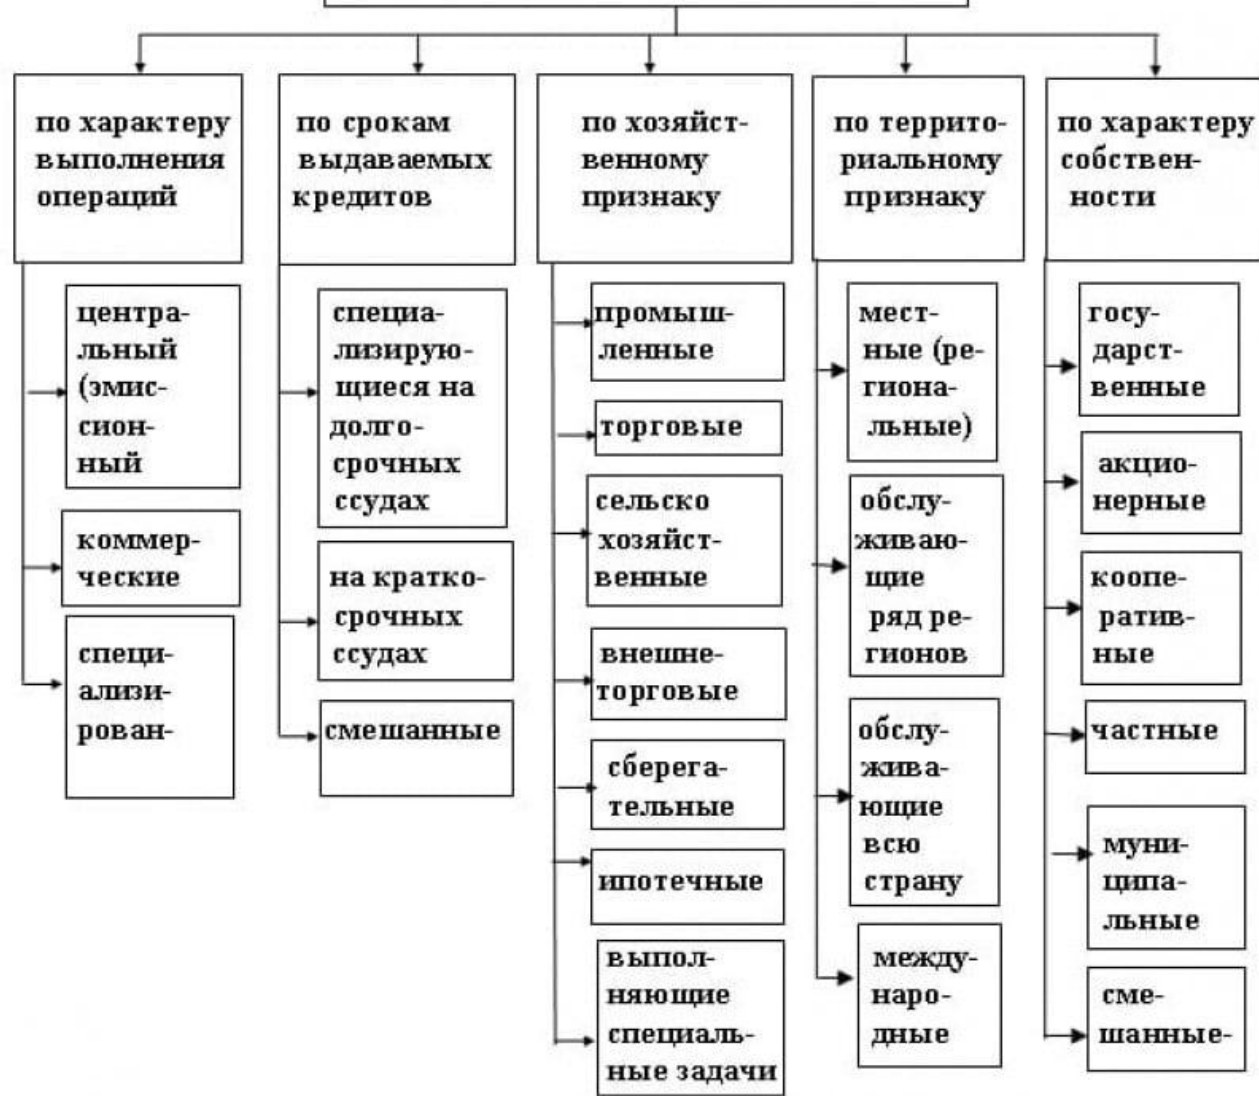 по характеру
выполнения
операций
центра-
льный
(эмис-
сион-
ный
коммер-
ческие
специ-
ализи-
рован-
по срокам
выдаваемых
кредитов
специа-
лизирую-
щиеся на
долго-
срочных
ссудах
на кратко-
срочных
ссудах
смешанные
по хозяйст-
венному
признаку
промыш-
ленные
торговые
сельско
хозяйст-
венные
внешне-
торговые
сберега-
тельные
ипотечные
выпол-
няющие
специаль-
ные задачи
по террито-
риальному
признаку
мест-
ные (ре-
гиона-
льные)
обслу-
живаю-
щие
ряд ре-
гионов
обслу-
жива-
ющие
всю
страну
между-
наро-
дные
по характеру
собствен-
ности
госу-
дарст-
венные
акцио-
нерные
коопе-
ратив-
ные
частные
муни-
ципа-
льные
сме-
шанные-